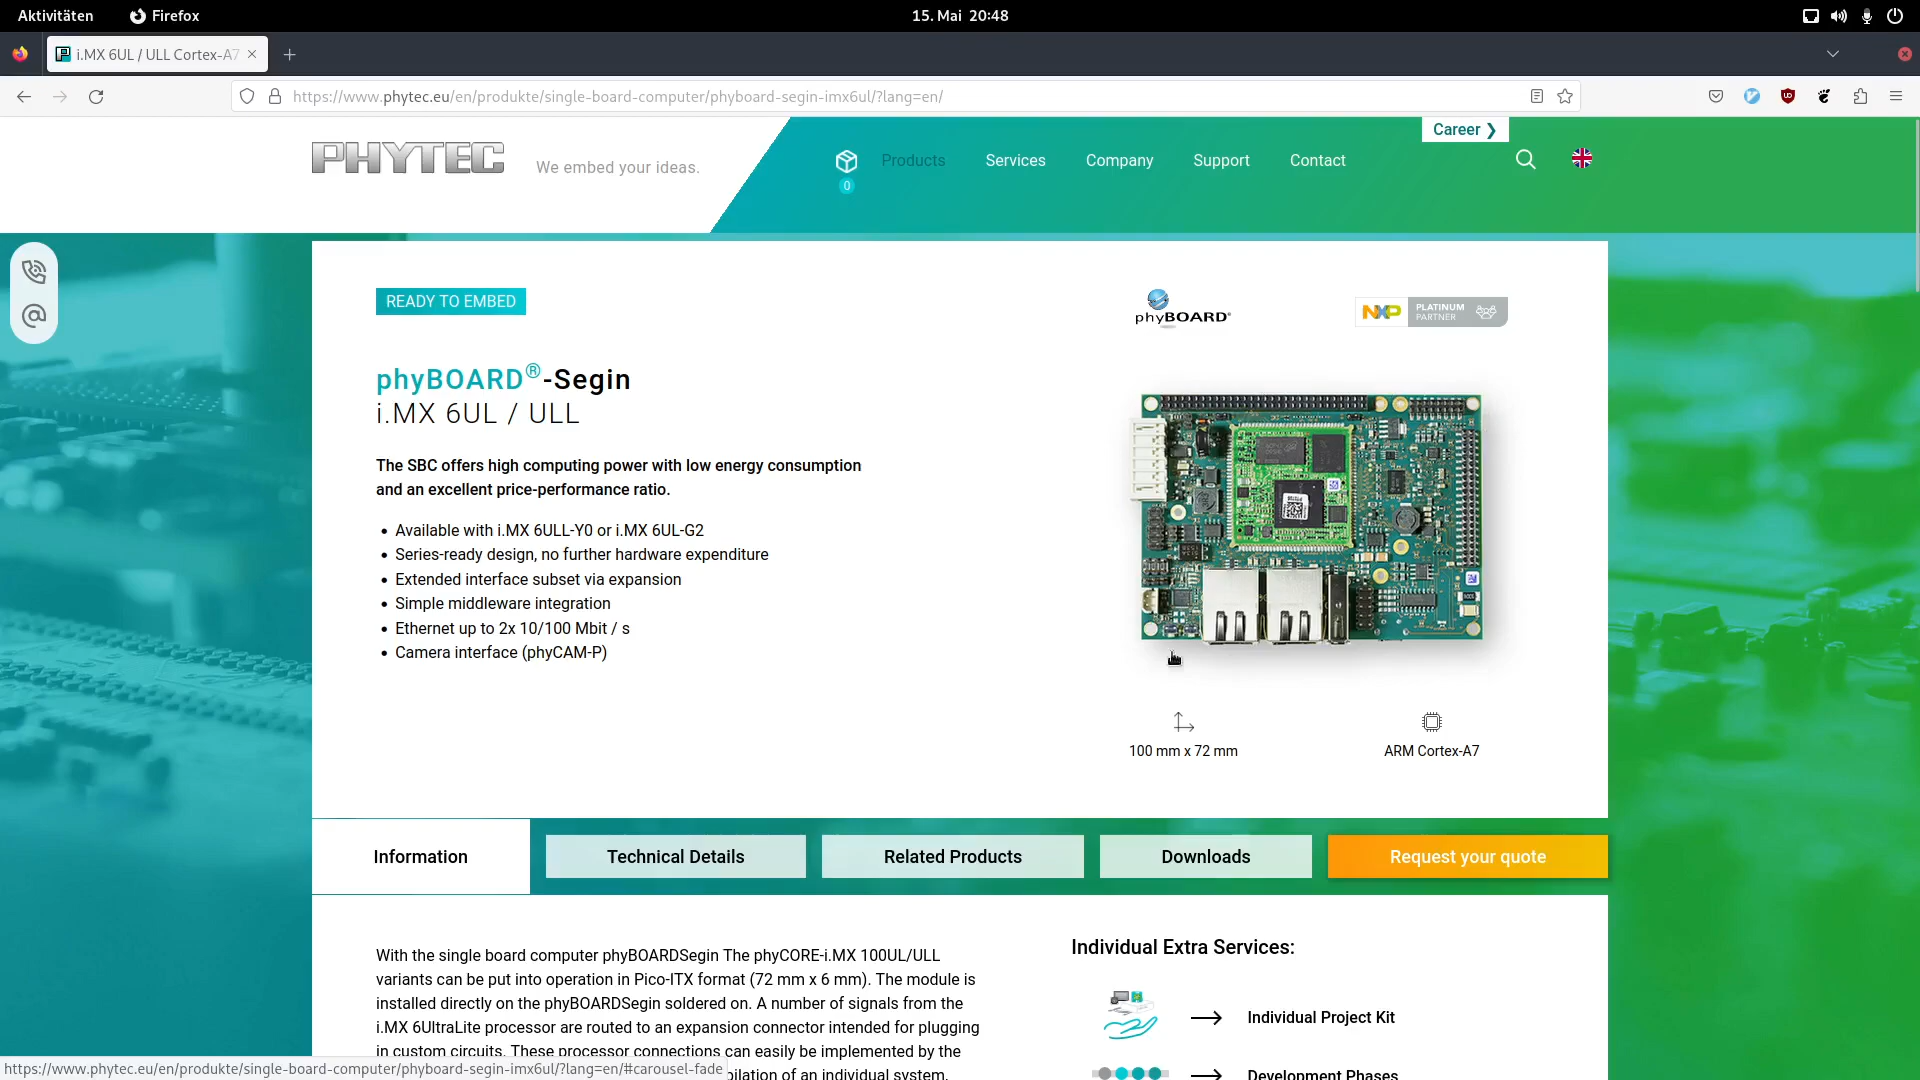 Aktivitäten
Firefox
15. Mai 20:48
i.MX 6UL / ULL Cortex-A7
https://www.phytec.eu/en/produkte/single-board-computer/phyboard-segin-imx6ul/?lang=en/
Career ❯
PHYTEC
We embed your ideas.
0
Products
Services
Company
Support
Contact
READY TO EMBED
phyBOARD®
NXP
PLATINUM
PARTNER
phyBOARD®-Segin
i.MX 6UL / ULL
The SBC offers high computing power with low energy consumption
and an excellent price-performance ratio.
• Available with i.MX 6ULL-Y0 or i.MX 6UL-G2
• Series-ready design, no further hardware expenditure
• Extended interface subset via expansion
• Simple middleware integration
• Ethernet up to 2x 10/100 Mbit / s
• Camera interface (phyCAM-P)
100 mm x 72 mm
ARM Cortex-A7
Information
Technical Details
Related Products
Downloads
Request your quote
With the single board computer phyBOARDSegin The phyCORE-i.MX 100UL/ULL
variants can be put into operation in Pico-ITX format (72 mm x 6 mm). The module is
installed directly on the phyBOARDSegin soldered on. A number of signals from the
i.MX 6UltraLite processor are routed to an expansion connector intended for plugging
in custom circuits. These processor connections can easily be implemented by the
pilation of an individual system.
Individual Extra Services:
Individual Project Kit
Development Phases
https://www.phytec.eu/en/produkte/single-board-computer/phyboard-segin-imx6ul/?lang=en/#carousel-fade